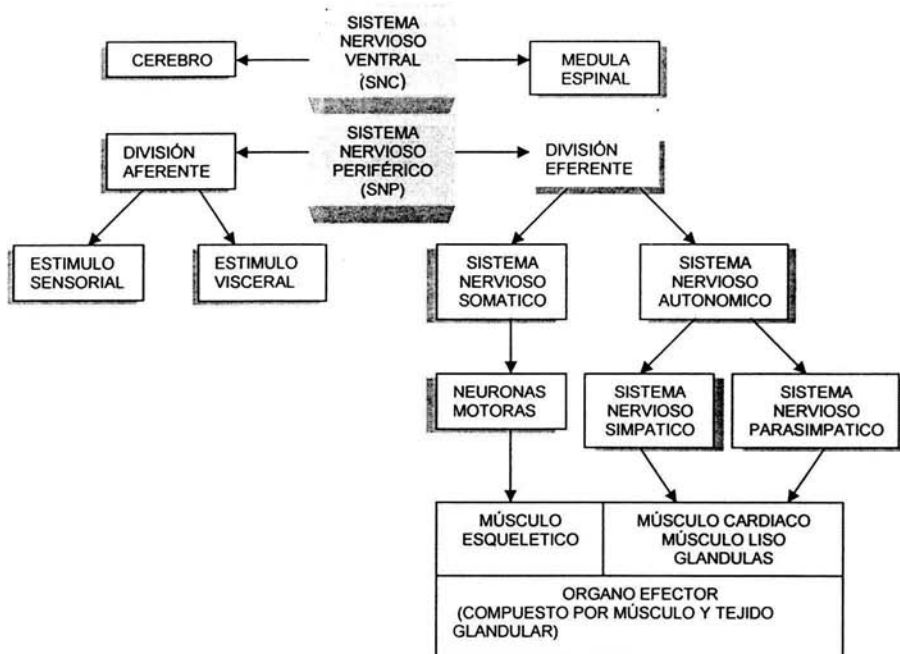 SISTEMA
NERVIOSO
VENTRAL
(SNC)
CEREBRO
MEDULA
ESPINAL
SISTEMA
NERVIOSO
PERIFÉRICO
(SNP)
DIVISIÓN
AFERENTE
DIVISIÓN
EFERENTE
ESTIMULO
SENSORIAL
ESTIMULO
VISCERAL
SISTEMA
NERVIOSO
SOMATICO
SISTEMA
NERVIOSO
AUTONOMICO
NEURONAS
MOTORAS
SISTEMA
NERVIOSO
SIMPATICO
SISTEMA
NERVIOSO
PARASIMPATICO
MÚSCULO
ESQUELETICO
MÚSCULO CARDIACO
MÚSCULO LISO
GLANDULAS
ORGANO EFECTOR
(COMPUESTO POR MÚSCULO Y TEJIDO
GLANDULAR)